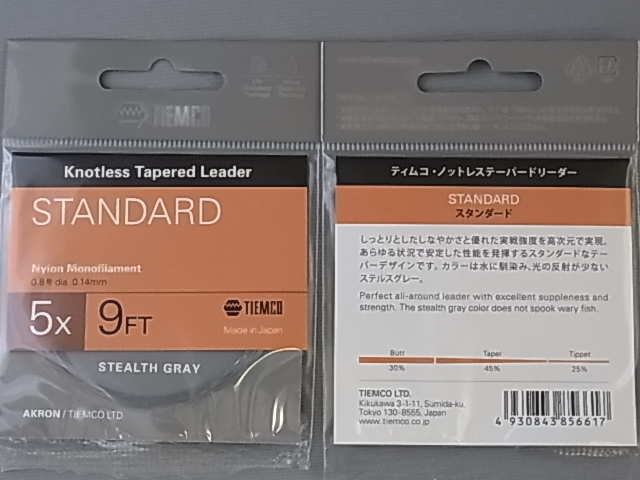 TIEMCO
Knotless Tapered Leader
STANDARD
Nylon Monofilament
0.8号 dia. 0.14mm
5X
9FT
TIEMCO
Made in Japan
STEALTH GRAY
AKRON / TIEMCO LTD
ティムコ・ノットレステーパードリーダー
STANDARD
スタンダード
しっとりとしたしなやかさと優れた実戦強度を高次元で実現。
あらゆる状況で安定した性能を発揮するスタンダードなテー
パーデザインです。カラーは水に馴染み、光の反射が少ない
ステルスグレー。
Perfect all-around leader with excellent suppleness and
strength. The stealth gray color does not spook wary fish.
Butt Taper Tippet
30% 45% 25%
TIEMCO LTD.
Kikukawa 3-1-11, Sumida-ku,
Tokyo 130-8555, Japan
www.tiemco.co.jp
4 930843 856617